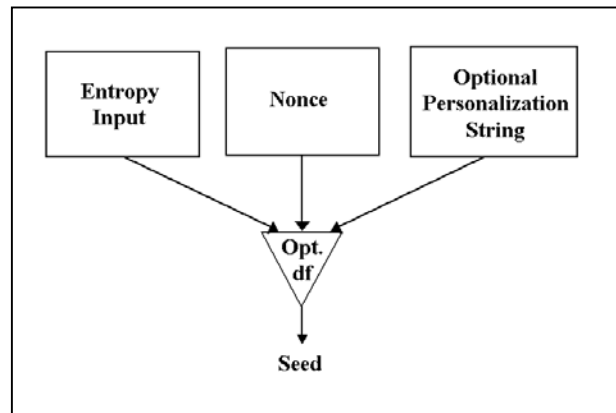 Entropy
Input
Nonce
Optional
Personalization
String
Opt.
df
Seed